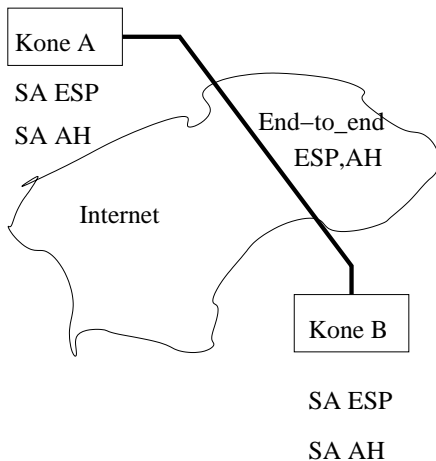 Kone A
SA ESP
SA AH
End−to_end
ESP,AH
Internet
Kone B
SA ESP
SA AH